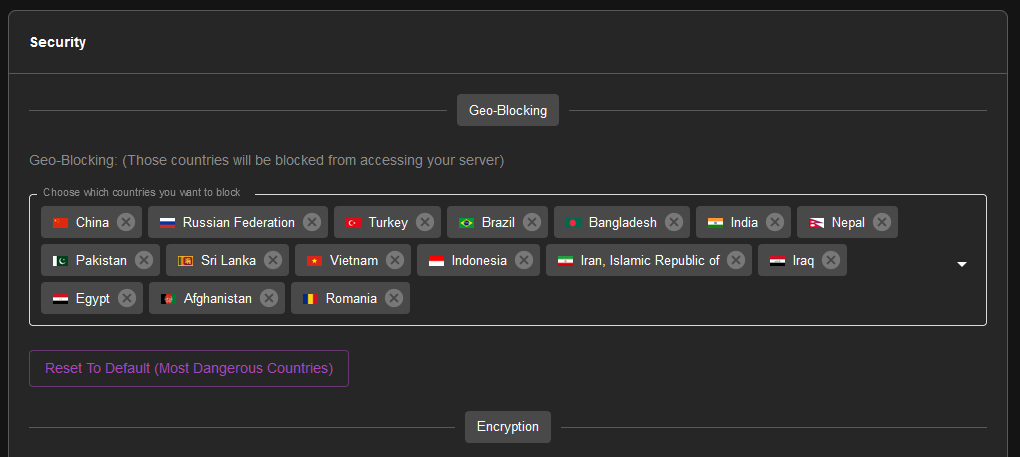 Security
Geo-Blocking
Geo-Blocking: (Those countries will be blocked from accessing your server)
Choose which countries you want to block
China Russian Federation Turkey Brazil Bangladesh India Nepal
Pakistan Sri Lanka Vietnam Indonesia Iran, Islamic Republic of Iraq
Egypt Afghanistan Romania
Reset To Default (Most Dangerous Countries)
Encryption